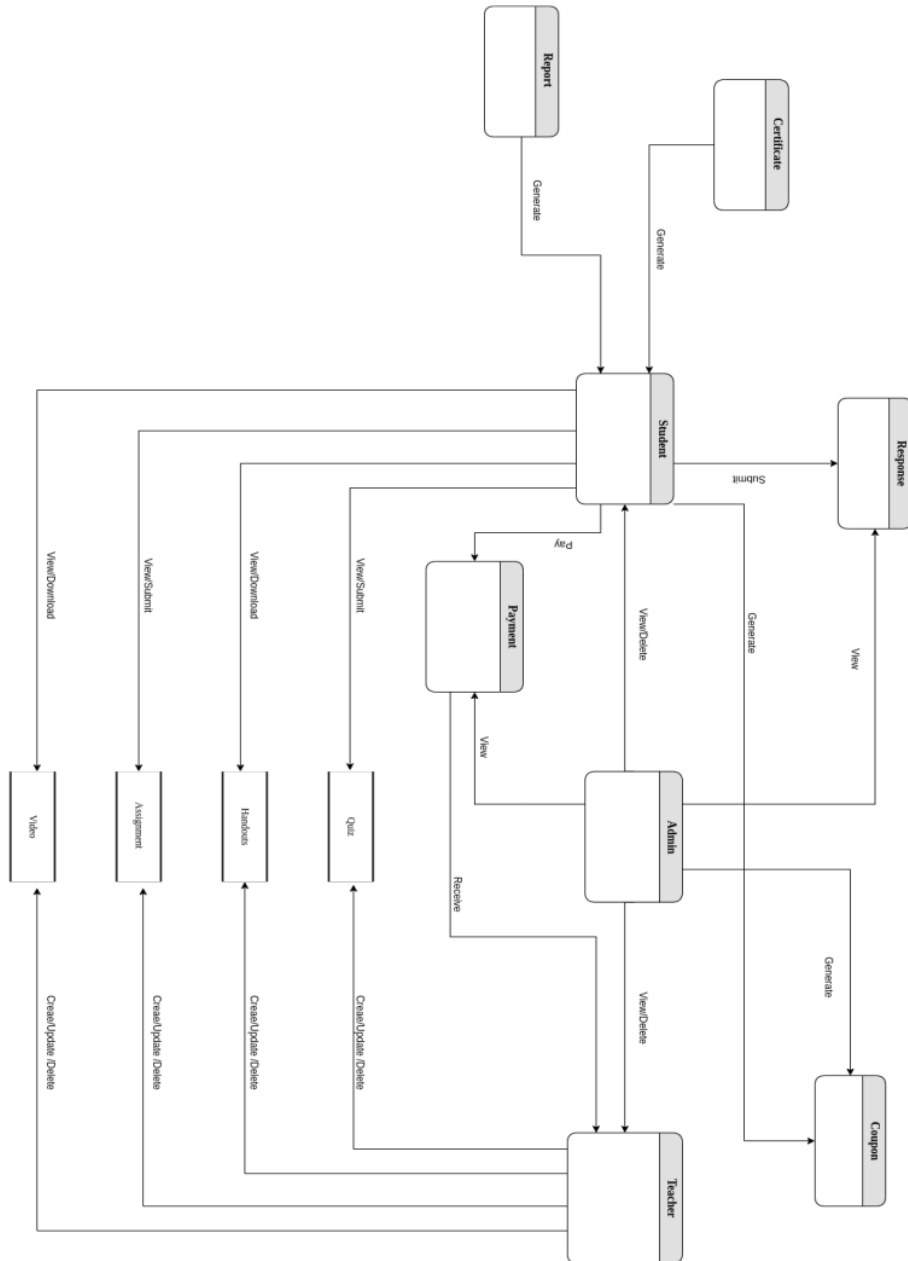 Report
Certificate
Generate
Generate
Response
Student
Submit
Pay
Payment
View/Delete
Generate
View
View/Download
View/Submit
View/Download
View/Submit
View
Admin
Video
Assignment
Handouts
Quiz
Receive
Generate
View/Delete
Creae/Update /Delete
Creae/Update /Delete
Creae/Update /Delete
Creae/Update /Delete
Coupon
Teacher